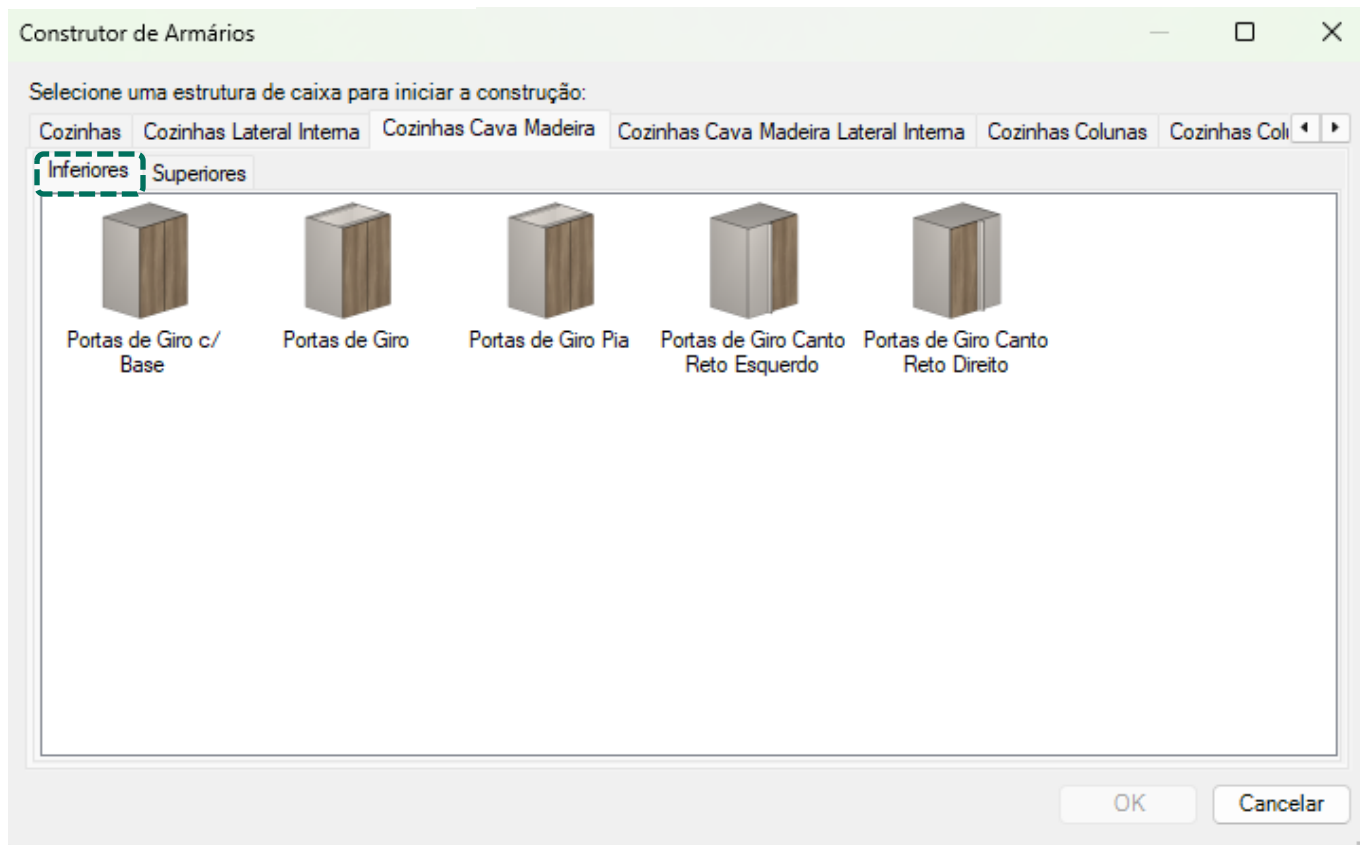 Construtor de Armários
Selecione uma estrutura de caixa para iniciar a construção:
Cozinhas Cozinhas Lateral Interna Cozinhas Cava Madeira Cozinhas Cava Madeira Lateral Interna Cozinhas Colunas Cozinhas
Inferiores Superiores
Portas de Giro c/
Base
Portas de Giro
Portas de Giro Pia
Portas de Giro Canto
Reto Esquerdo
Portas de Giro Canto
Reto Direito
OK Cancelar